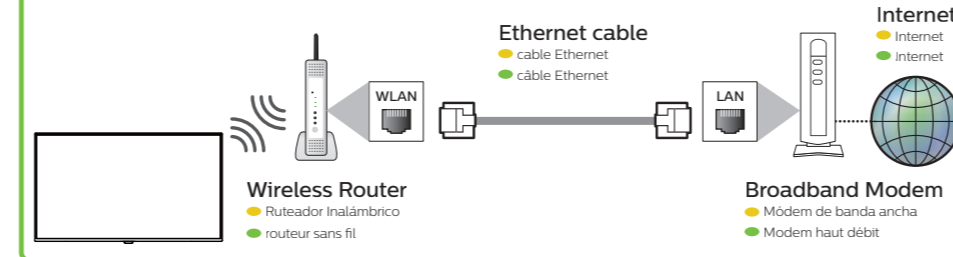 Internet
Internet
Internet
Ethernet cable
cable Ethernet
câble Ethernet
WLAN
LAN
Wireless Router
Ruteador Inalámbrico
routeur sans fil
Broadband Modem
Módem de banda ancha
Modem haut débit